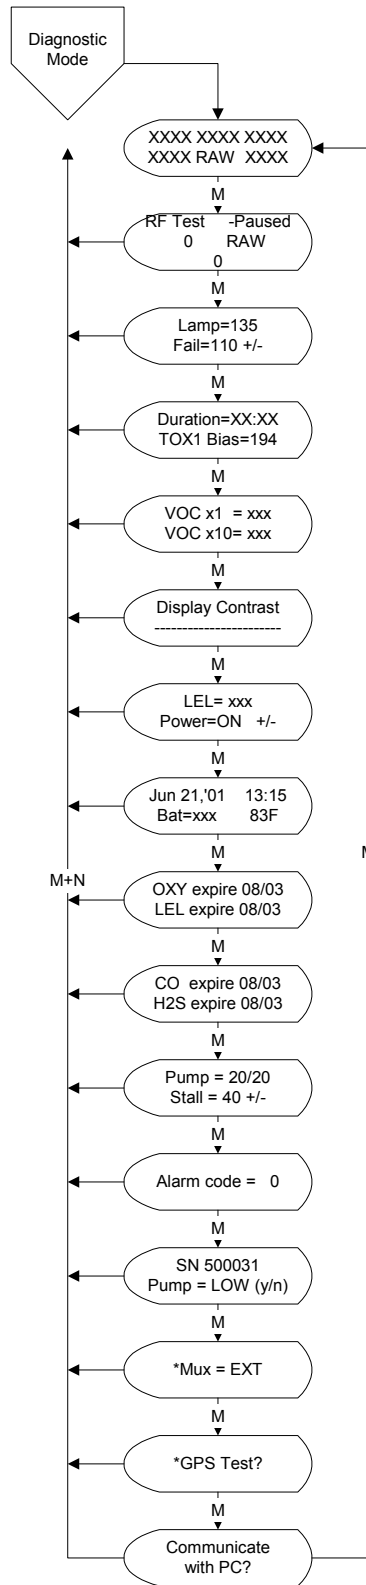 Diagnostic
Mode
XXXX XXXX XXXX
XXXX RAW XXXX
M
RF Test -Paused
0 RAW
0
M
Lamp=135
Fail=110 +/-
M
Duration=XX:XX
TOX1 Bias=194
M
VOC x1 = xxx
VOC x10= xxx
M
Display Contrast
------------------------
M
LEL= xxx
Power=ON +/-
M
Jun 21,'01 13:15
Bat=xxx 83F
M
M+N
OXY expire 08/03
LEL expire 08/03
M
CO expire 08/03
H2S expire 08/03
M
Pump = 20/20
Stall = 40 +/-
M
Alarm code = 0
M
SN 500031
Pump = LOW (y/n)
M
*Mux = EXT
M
*GPS Test?
M
Communicate
with PC?